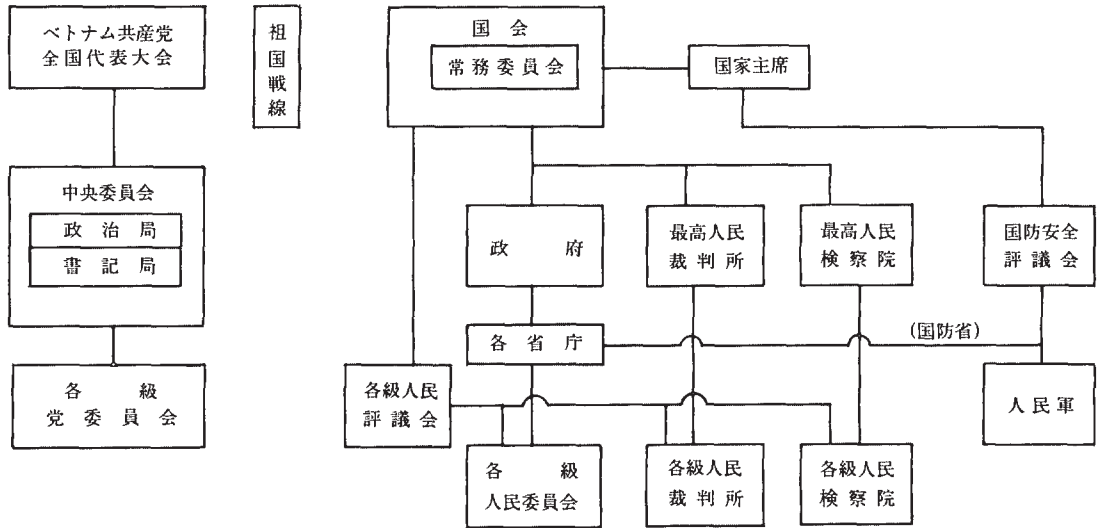 ベトナム共産党
全国代表大会
祖国戦線
国会
常務委員会
国家主席
中央委員会
政治局
書記局
政府
最高人民
裁判所
最高人民
検察院
国防安全
評議会
各省庁
(国防省)
各級
党委員会
各級人民
評議会
人民軍
各級
人民委員会
各級人民
裁判所
各級人民
検察院